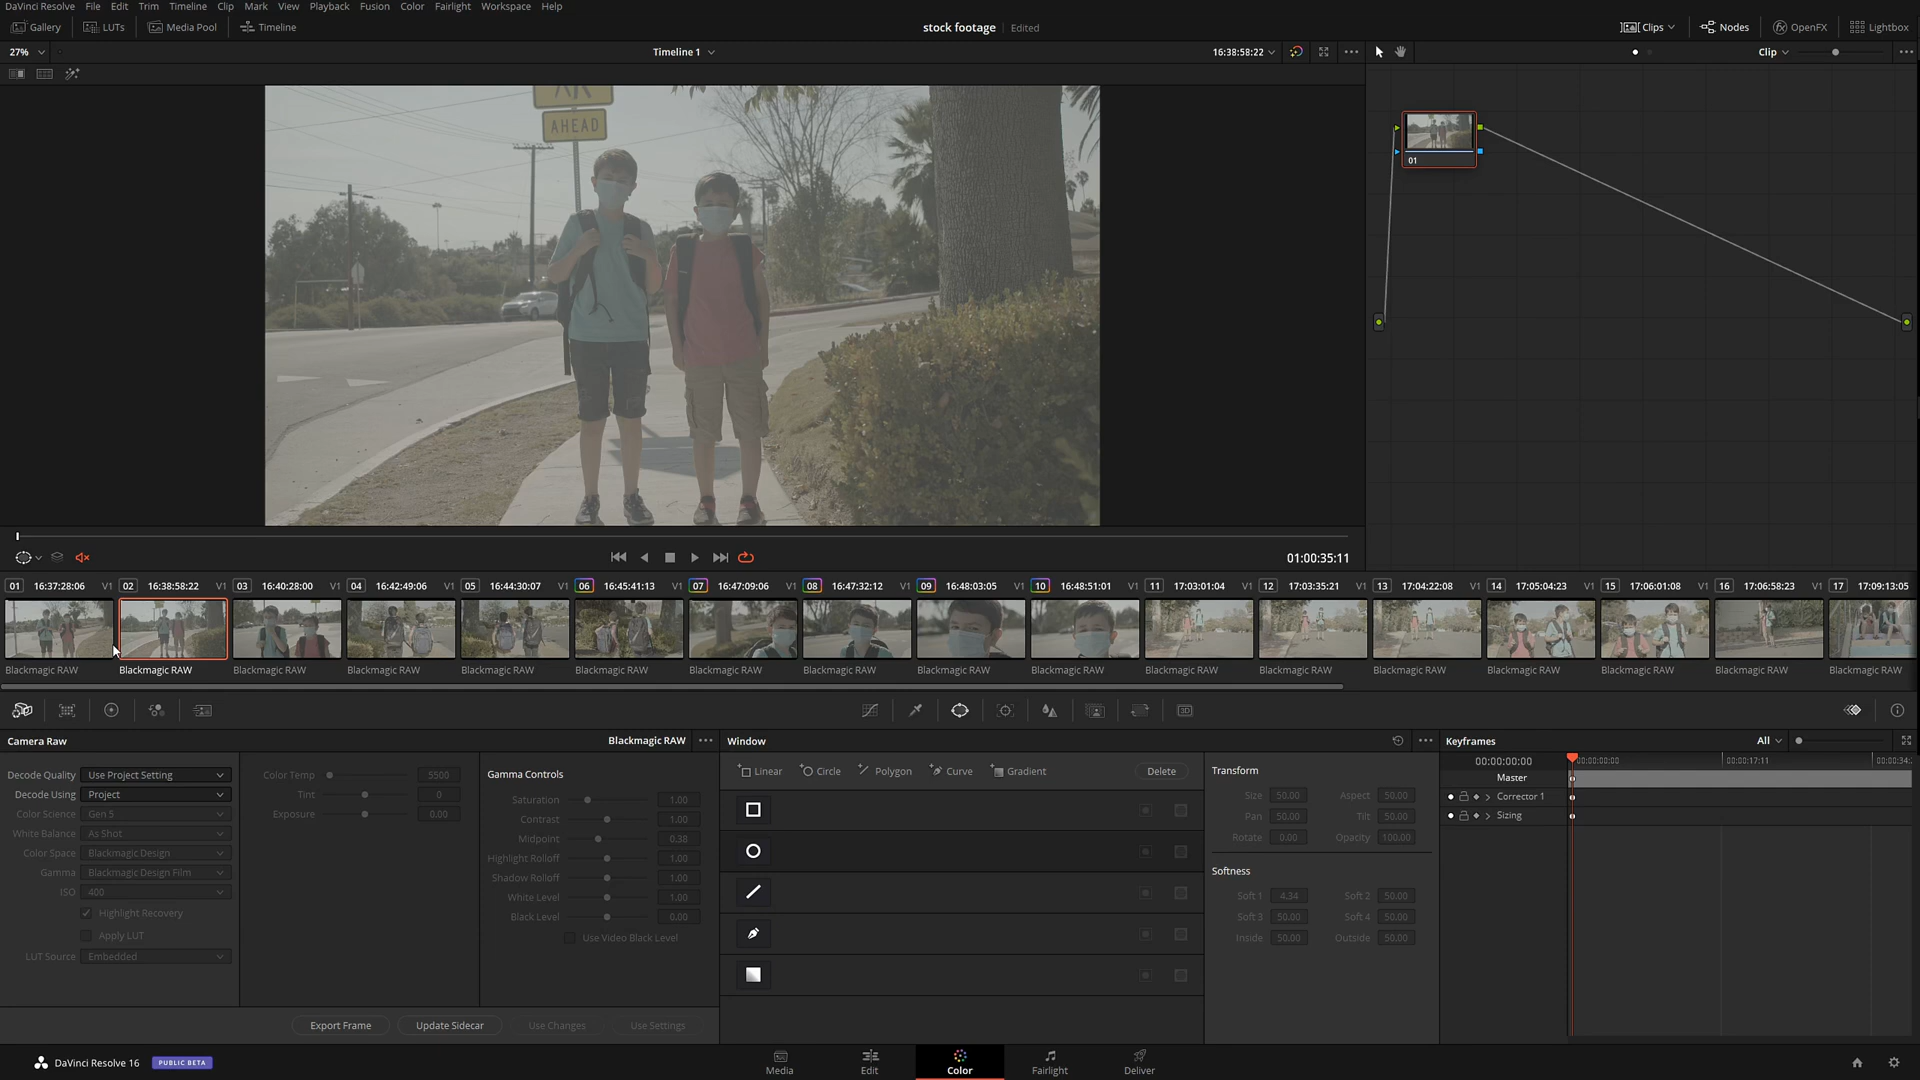 DaVinci Resolve File Edit Trim Timeline Clip Mark View Playback Fusion Color Fairlight Workspace Help
Gallery LUTs Media Pool Timeline stock footage Edited Clips Nodes OpenFX Lightbox
27% Timeline 1 16:38:58:22 Clip
AHEAD
01
01:00:35:11
01 16:37:28:06 V1 02 16:38:58:22 V1 03 16:40:28:00 V1 04 16:42:49:06 V1 05 16:44:30:07 V1 06 16:45:41:13 V1 07 16:47:09:06 V1 08 16:47:32:12 V1 09 16:48:03:05 V1 10 16:48:51:01 V1 11 17:03:01:04 V1 12 17:03:35:21 V1 13 17:04:22:08 V1 14 17:05:04:23 V1 15 17:06:01:08 V1 16 17:06:58:23 V1 17 17:09:13:05
Blackmagic RAW Blackmagic RAW Blackmagic RAW Blackmagic RAW Blackmagic RAW Blackmagic RAW Blackmagic RAW Blackmagic RAW Blackmagic RAW Blackmagic RAW Blackmagic RAW Blackmagic RAW Blackmagic RAW Blackmagic RAW Blackmagic RAW Blackmagic RAW Blackmagic RAW
3D
Camera Raw Blackmagic RAW
Decode Quality Use Project Setting
Decode Using Project
Color Science Gen 5
White Balance As Shot
Color Space Blackmagic Design
Gamma Blackmagic Design Film
ISO 400
Highlight Recovery
Apply LUT
LUT Source Embedded
Color Temp 5500
Tint 0
Exposure 0.00
Gamma Controls
Saturation 1.00
Contrast 1.00
Midpoint 0.38
Highlight Rolloff 1.00
Shadow Rolloff 1.00
White Level 1.00
Black Level 0.00
Use Video Black Level
Export Frame Update Sidecar Use Changes Use Settings
Window
Linear Circle Polygon Curve Gradient Delete
Transform
Size 50.00 Aspect 50.00
Pan 50.00 Tilt 50.00
Rotate 0.00 Opacity 100.00
Softness
Soft 1 4.34 Soft 2 50.00
Soft 3 50.00 Soft 4 50.00
Inside 50.00 Outside 50.00
Keyframes All
00:00:00:00 00:00:00:00 00:00:17:11 00:00:34:
Master
Corrector 1
Sizing
DaVinci Resolve 16 PUBLIC BETA
Media Edit Color Fairlight Deliver